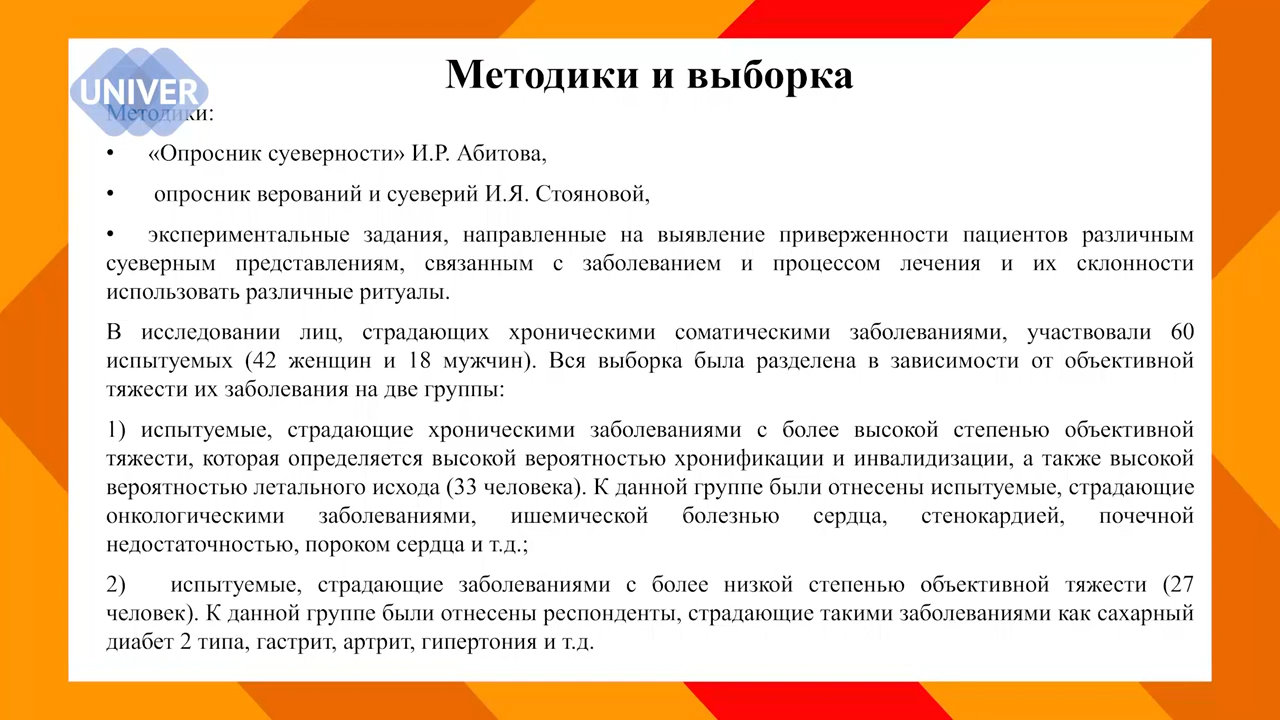 Методики и выборка
UNIVER
Методики:
• «Опросник суеверности» И.Р. Абитова,
• опросник верований и суеверий И.Я. Стояновой,
• экспериментальные задания, направленные на выявление приверженности пациентов различным
суеверным представлениям, связанным с заболеванием и процессом лечения и их склонности
использовать различные ритуалы.
В исследовании лиц, страдающих хроническими соматическими заболеваниями, участвовали 60
испытуемых (42 женщин и 18 мужчин). Вся выборка была разделена в зависимости от объективной
тяжести их заболевания на две группы:
1) испытуемые, страдающие хроническими заболеваниями с более высокой степенью объективной
тяжести, которая определяется высокой вероятностью хронификации и инвалидизации, а также высокой
вероятностью летального исхода (33 человека). К данной группе были отнесены испытуемые, страдающие
онкологическими заболеваниями, ишемической болезнью сердца, стенокардией, почечной
недостаточностью, пороком сердца и т.д.;
2) испытуемые, страдающие заболеваниями с более низкой степенью объективной тяжести (27
человек). К данной группе были отнесены респонденты, страдающие такими заболеваниями как сахарный
диабет 2 типа, гастрит, артрит, гипертония и т.д.